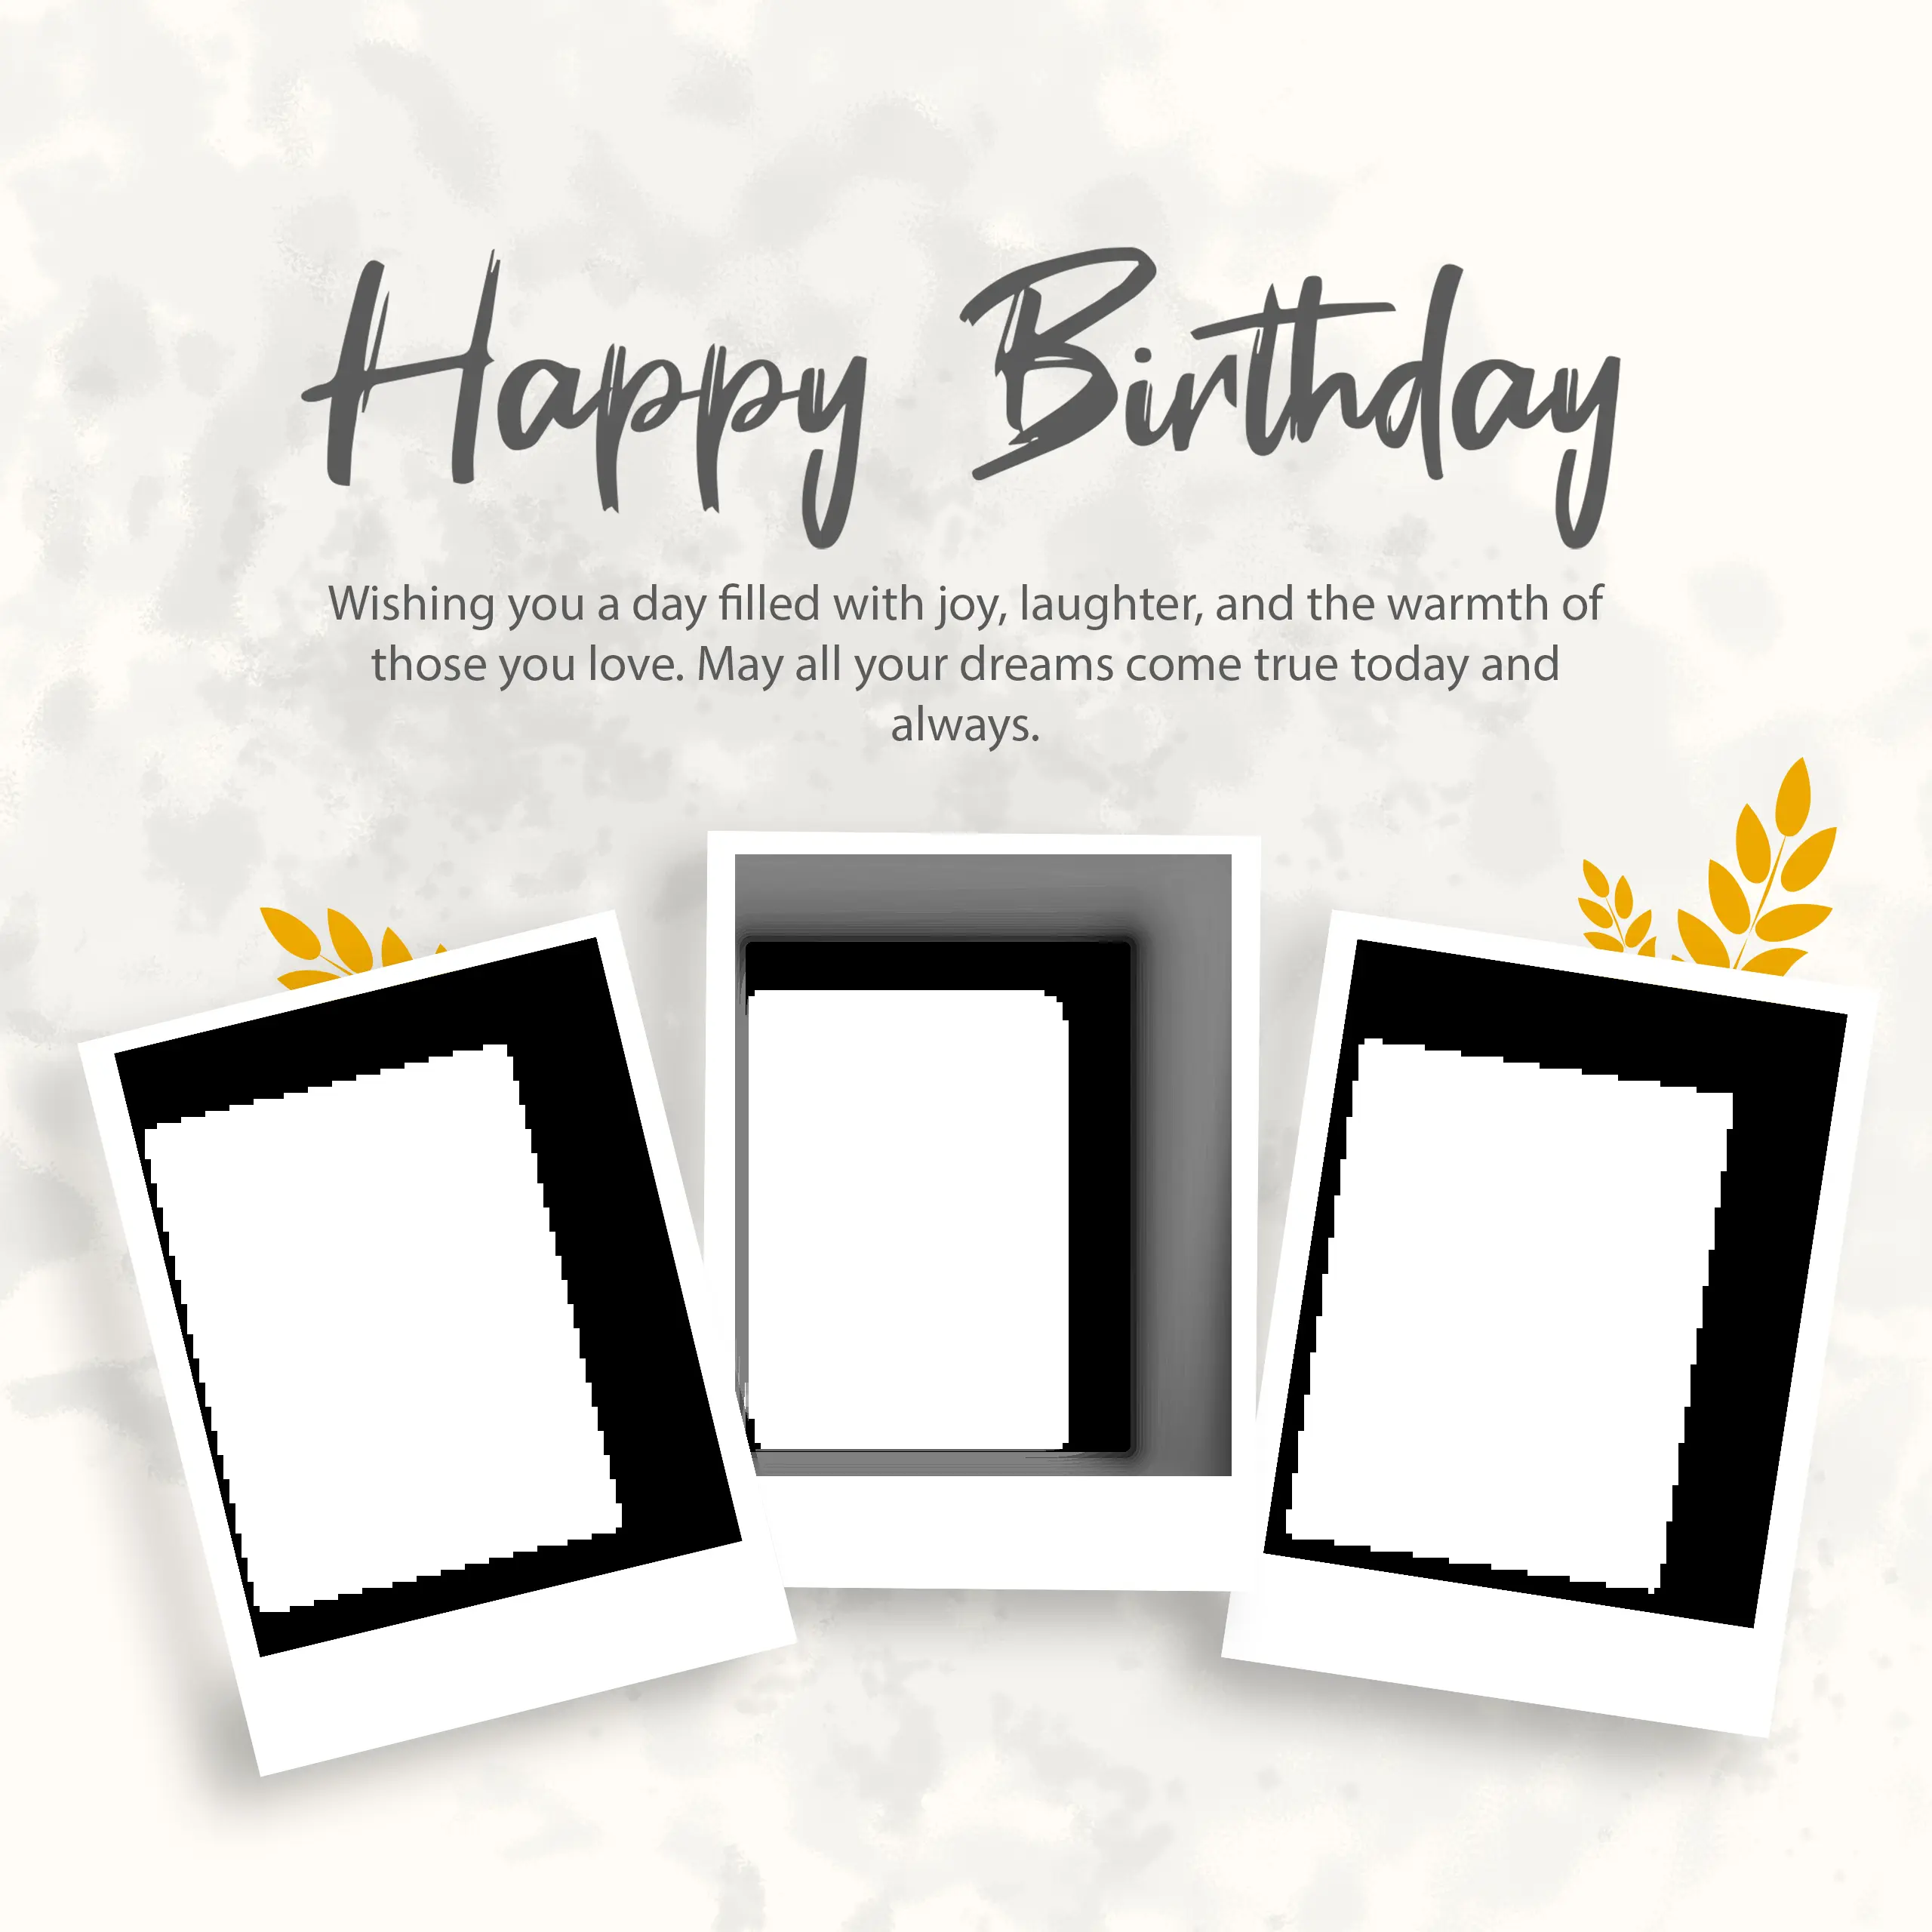 Happy Birthday
Wishing you a day filled with joy, laughter, and the warmth of
those you love. May all your dreams come true today and
always.